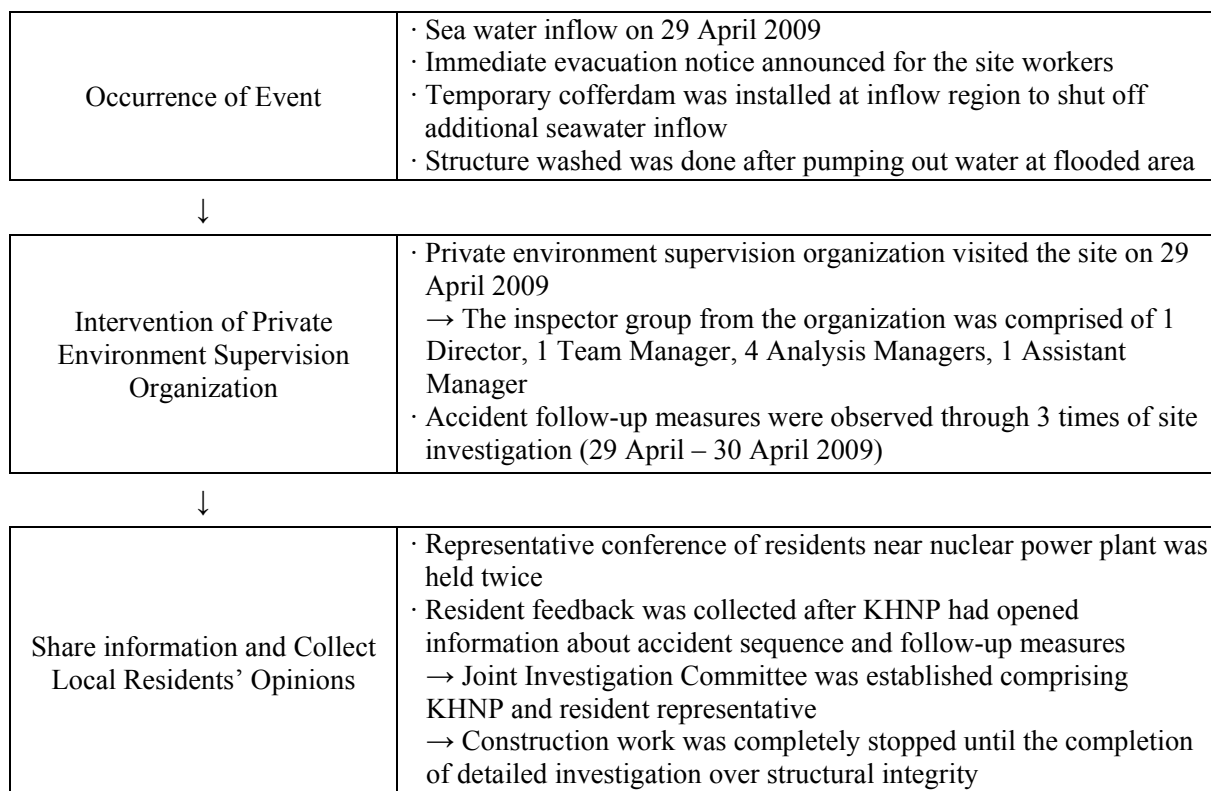 Occurrence of Event
· Sea water inflow on 29 April 2009
· Immediate evacuation notice announced for the site workers
· Temporary cofferdam was installed at inflow region to shut off
additional seawater inflow
· Structure washed was done after pumping out water at flooded area
↓
Intervention of Private
Environment Supervision
Organization
· Private environment supervision organization visited the site on 29
April 2009
→ The inspector group from the organization was comprised of 1
Director, 1 Team Manager, 4 Analysis Managers, 1 Assistant
Manager
· Accident follow-up measures were observed through 3 times of site
investigation (29 April – 30 April 2009)
↓
Share information and Collect
Local Residents’ Opinions
· Representative conference of residents near nuclear power plant was
held twice
· Resident feedback was collected after KHNP had opened
information about accident sequence and follow-up measures
→ Joint Investigation Committee was established comprising
KHNP and resident representative
→ Construction work was completely stopped until the completion
of detailed investigation over structural integrity